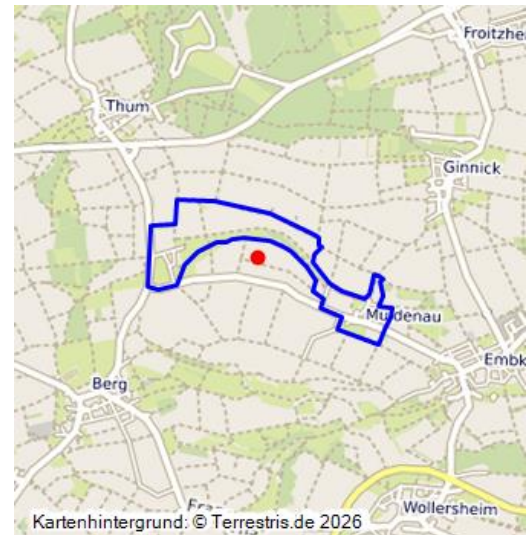 Froitzhe
Thum
Ginnick
Muldenau
Embk
Berg
Wollersheim
Kartenhintergrund: © Terrestris.de 2026